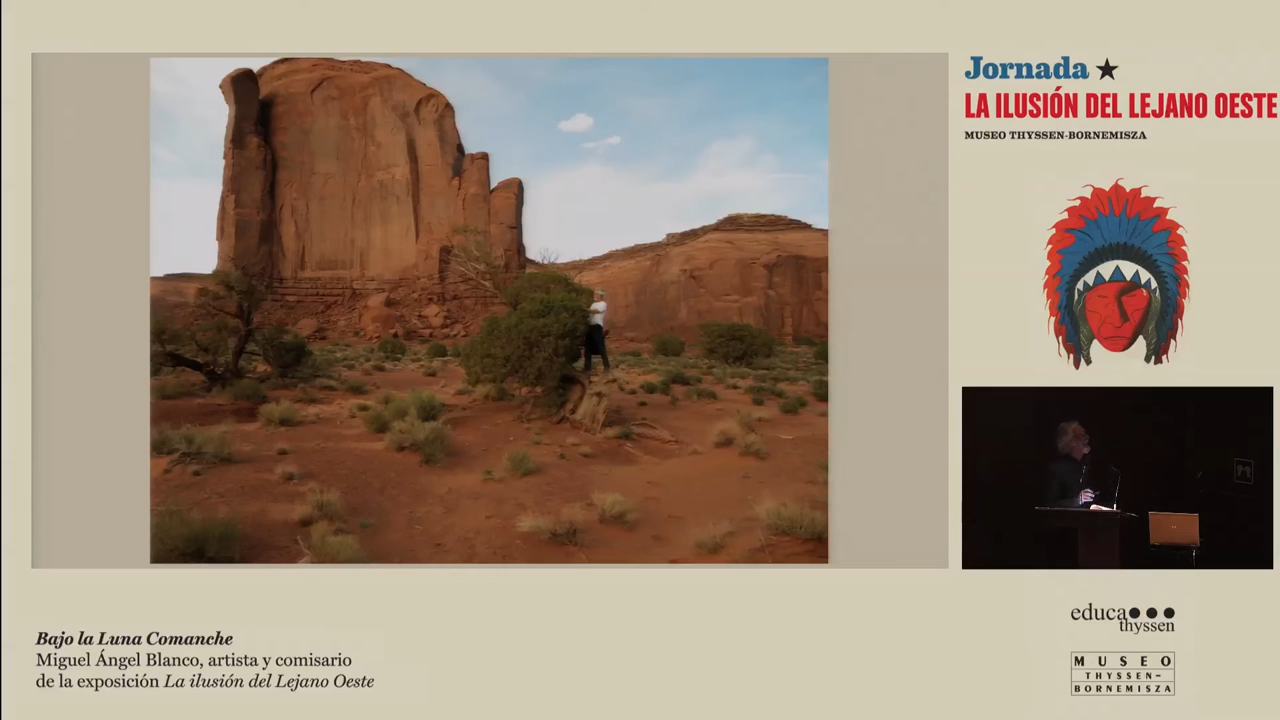 Jornada ★
LA ILUSIÓN DEL LEJANO OESTE
MUSEO THYSSEN-BORNEMISZA
Bajo la Luna Comanche
Miguel Ángel Blanco, artista y comisario
de la exposición La ilusión del Lejano Oeste
educa
thyssen
MUSEO
THYSSEN-
BORNEMISZA